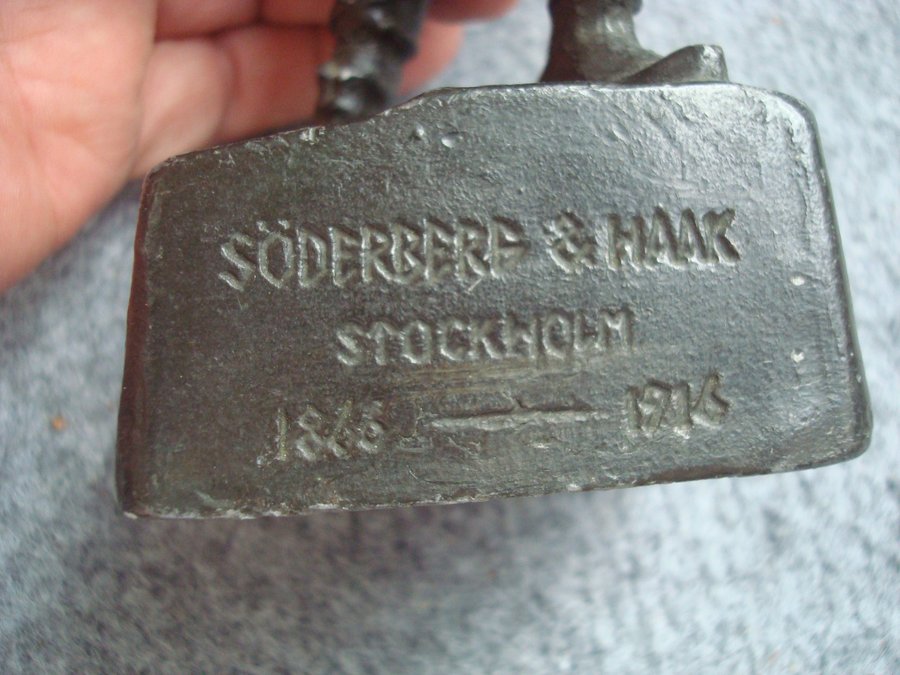 SÖDERBERG & HAAK
STOCKHOLM
1866 — 1916